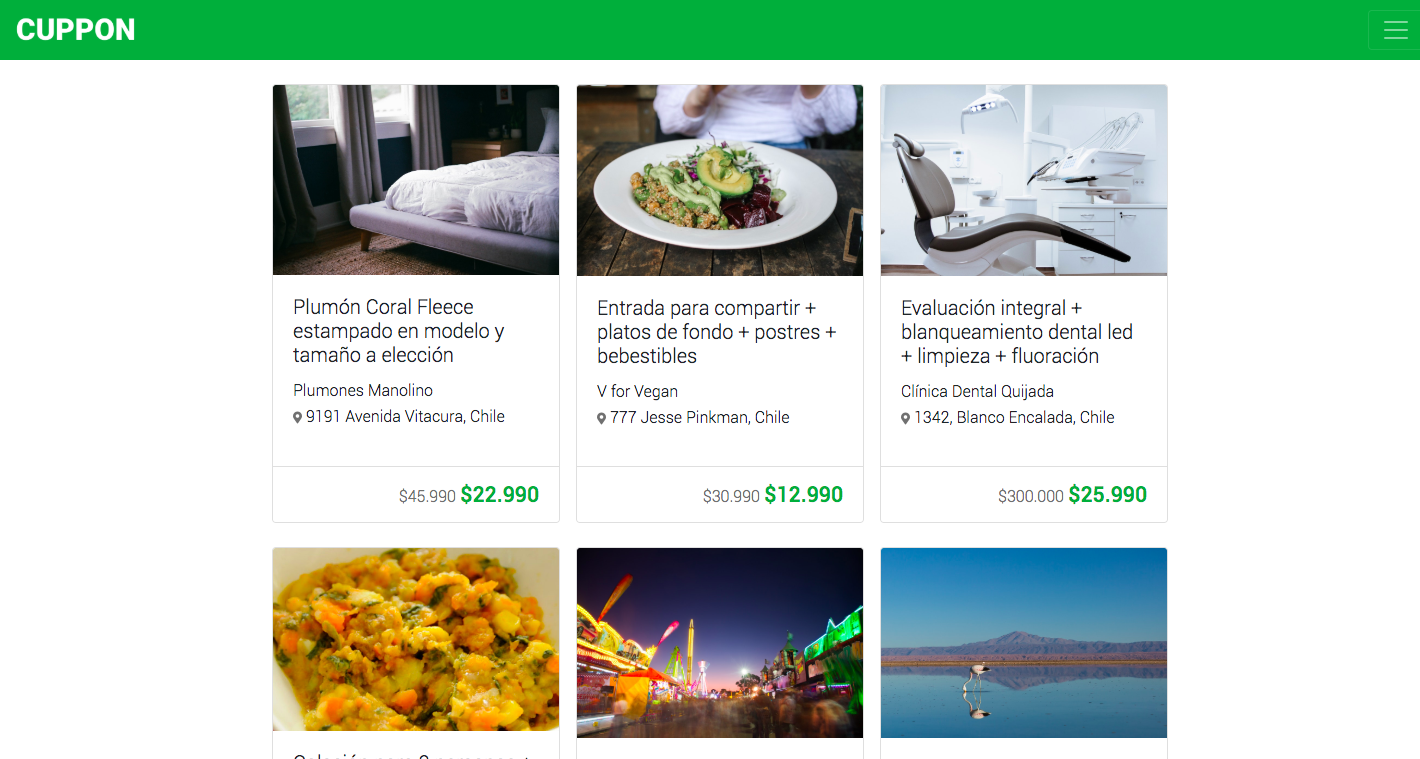 CUPPON
Plumón Coral Fleece
estampado en modelo y
tamaño a elección
Plumones Manolino
9191 Avenida Vitacura, Chile
$45.990 $22.990
Entrada para compartir +
platos de fondo + postres +
bebestibles
V for Vegan
777 Jesse Pinkman, Chile
$30.990 $12.990
Evaluación integral +
blanqueamiento dental led
+ limpieza + fluoración
Clínica Dental Quijada
1342, Blanco Encalada, Chile
$300.000 $25.990